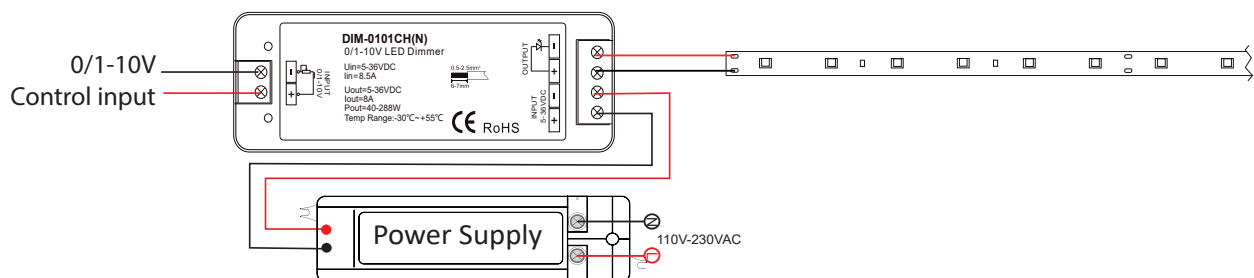 0/1-10V
Control input
- +
INPUT
0/1-10V
DIM-0101CH(N)
0/1-10V LED Dimmer
Uin=5-36VDC
Iin=8.5A
Uout=5-36VDC
Iout=8A
Pout=40-288W
Temp Range:-30℃~+55℃
0.5-2.5mm²
6-7mm
CE RoHS
OUTPUT
- +
INPUT
5-36VDC
- +
Power Supply
N
110V-230VAC
L